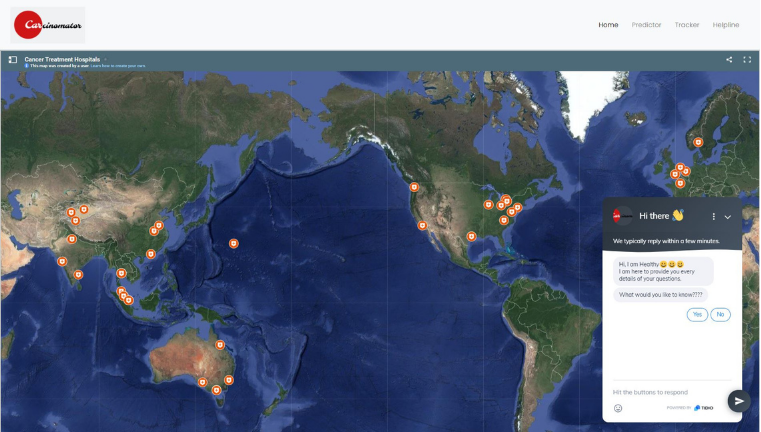 Carcinomator
Home Predictor Tracker Helpline
Cancer Treatment Hospitals
This map was created by a user. Learn how to create your own.
Hi there 👋
We typically reply within a few minutes.
Hi, I am Healthy 😀 😀 😀
I am here to provide you every
details of your questions.
What would you like to know????
Yes No
Hit the buttons to respond
POWERED BY TIDIO